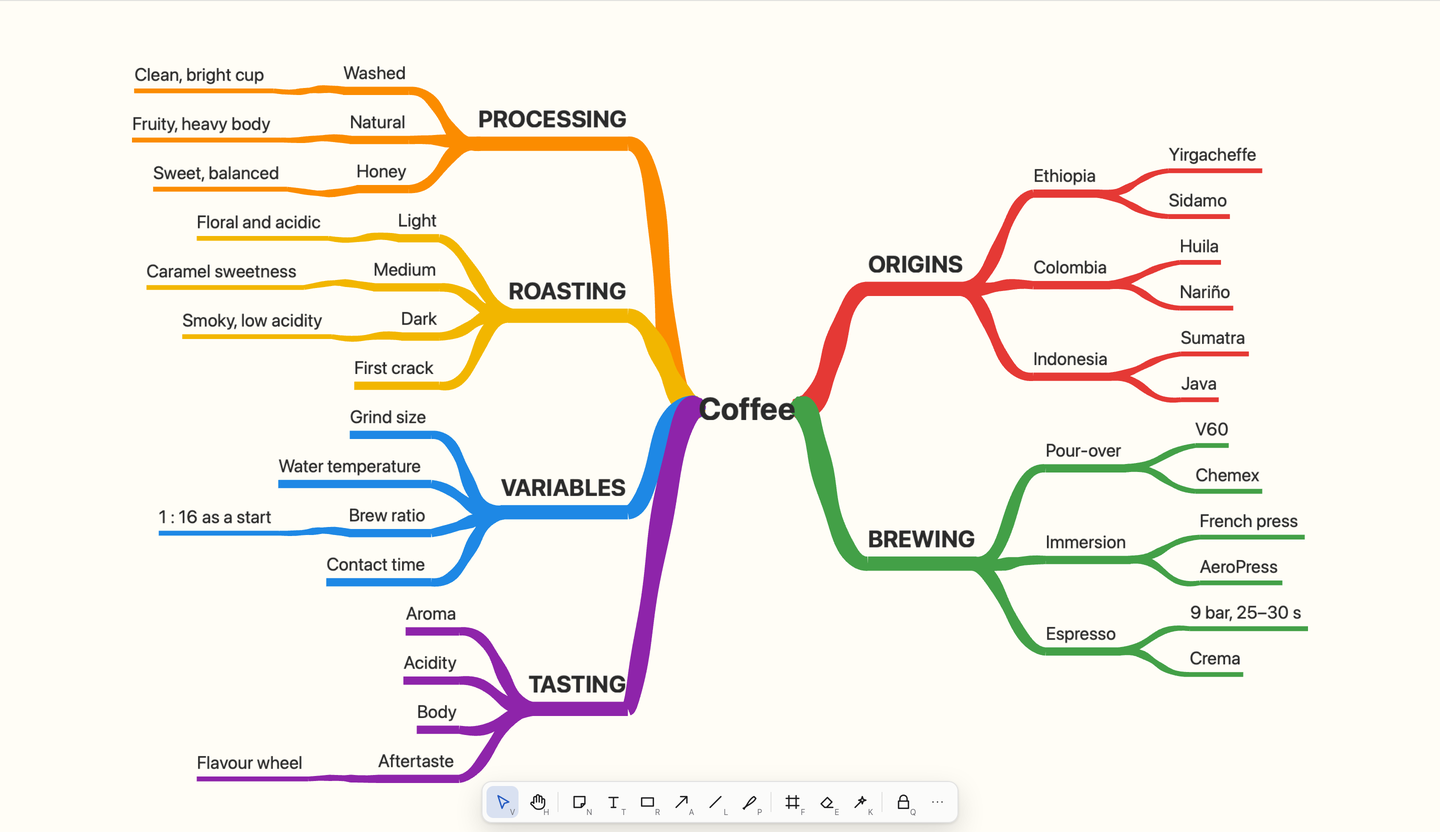 Clean, bright cup
Washed
Fruity, heavy body
Natural
Sweet, balanced
Honey
PROCESSING
Floral and acidic
Light
Caramel sweetness
Medium
Smoky, low acidity
Dark
First crack
ROASTING
Grind size
Water temperature
1 : 16 as a start
Brew ratio
Contact time
VARIABLES
Aroma
Acidity
Body
Flavour wheel
Aftertaste
TASTING
Coffee
ORIGINS
Ethiopia
Yirgacheffe
Sidamo
Colombia
Huila
Nariño
Indonesia
Sumatra
Java
BREWING
Pour-over
V60
Chemex
Immersion
French press
AeroPress
Espresso
9 bar, 25–30 s
Crema
V
H
N
T
R
A
L
P
F
E
K
Q